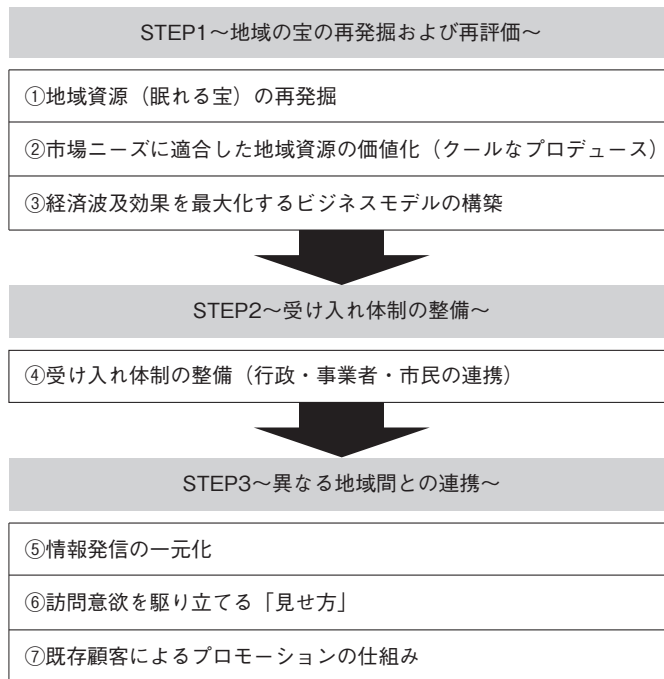 STEP1～地域の宝の再発掘および再評価～
①地域資源（眠れる宝）の再発掘
②市場ニーズに適合した地域資源の価値化（クールなプロデュース）
③経済波及効果を最大化するビジネスモデルの構築
STEP2～受け入れ体制の整備～
④受け入れ体制の整備（行政・事業者・市民の連携）
STEP3～異なる地域間との連携～
⑤情報発信の一元化
⑥訪問意欲を駆り立てる「見せ方」
⑦既存顧客によるプロモーションの仕組み